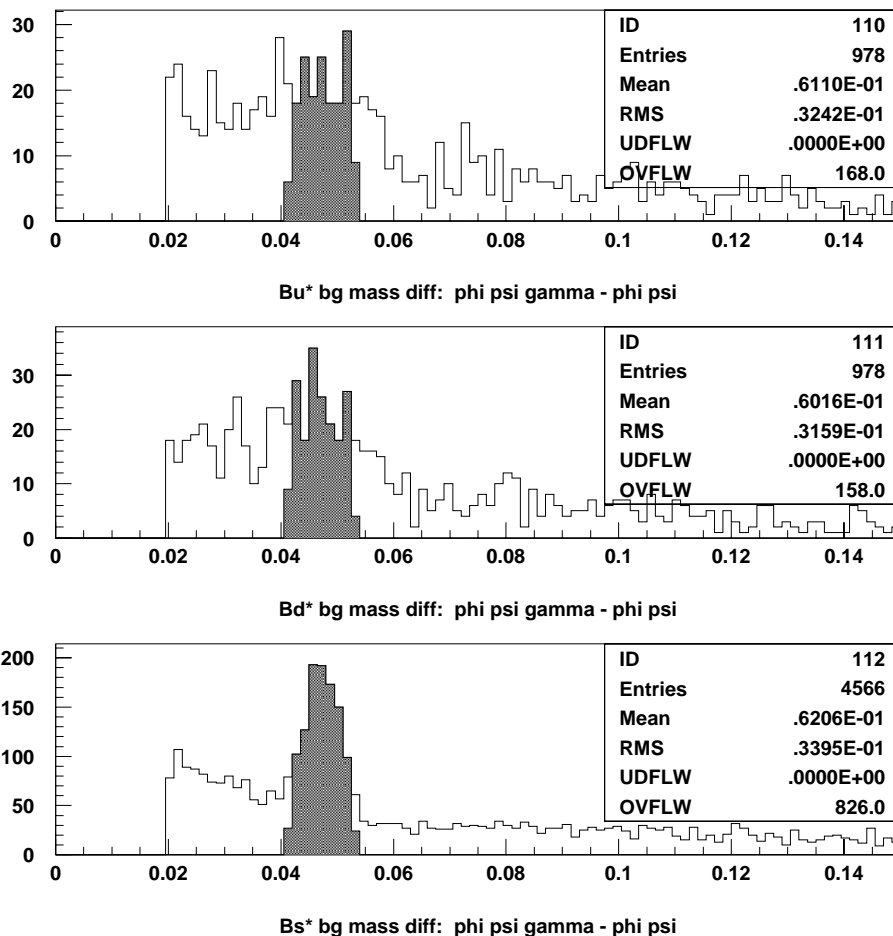 30
20
10
0
0 0.02 0.04 0.06 0.08 0.1 0.12 0.14
ID 110
Entries 978
Mean .6110E-01
RMS .3242E-01
UDFLW .0000E+00
OVFLW 168.0
Bu* bg mass diff: phi psi gamma - phi psi
30
20
10
0
0 0.02 0.04 0.06 0.08 0.1 0.12 0.14
ID 111
Entries 978
Mean .6016E-01
RMS .3159E-01
UDFLW .0000E+00
OVFLW 158.0
Bd* bg mass diff: phi psi gamma - phi psi
200
150
100
50
0
0 0.02 0.04 0.06 0.08 0.1 0.12 0.14
ID 112
Entries 4566
Mean .6206E-01
RMS .3395E-01
UDFLW .0000E+00
OVFLW 826.0
Bs* bg mass diff: phi psi gamma - phi psi